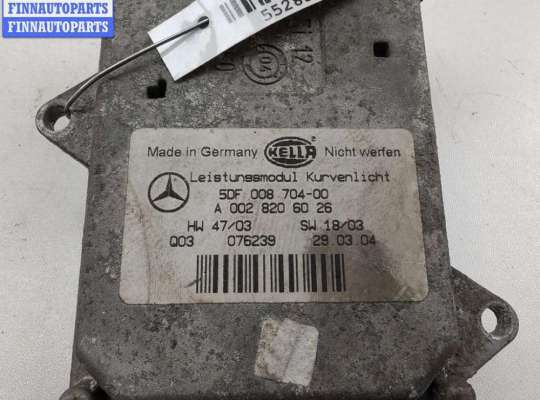 FINNAUTOPARTS
FINNAUTOPARTS
FINNAUTOPARTS
Made in Germany HELLA ® Nicht werfen
Leistungsmodul Kurvenlicht
5DF 008 704-00
A 002 820 60 26
HW 47/03 SW 18/03
Q03 076239 29.03.04